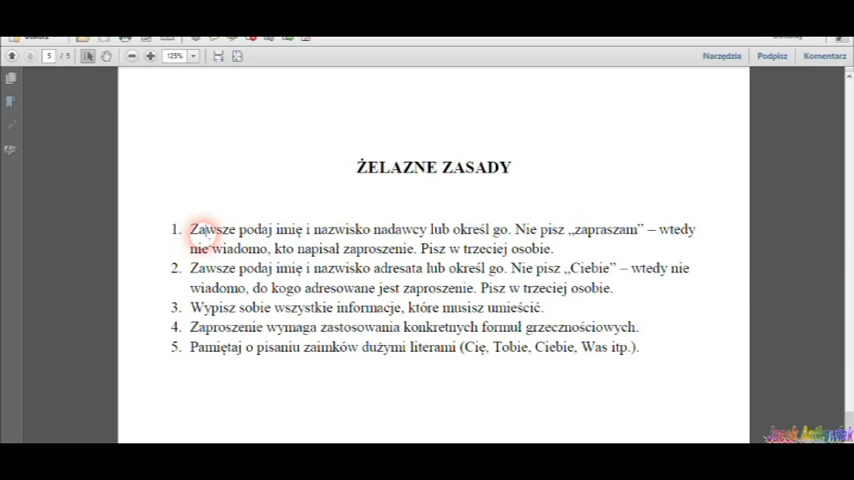 5 / 5
125%
Narzędzia
Podpisz
Komentarz
ŻELAZNE ZASADY
1. Zawsze podaj imię i nazwisko nadawcy lub określ go. Nie pisz „zapraszam” – wtedy
nie wiadomo, kto napisał zaproszenie. Pisz w trzeciej osobie.
2. Zawsze podaj imię i nazwisko adresata lub określ go. Nie pisz „Ciebie” – wtedy nie
wiadomo, do kogo adresowane jest zaproszenie. Pisz w trzeciej osobie.
3. Wypisz sobie wszystkie informacje, które musisz umieścić.
4. Zaproszenie wymaga zastosowania konkretnych formuł grzecznościowych.
5. Pamiętaj o pisaniu zaimków dużymi literami (Cię, Tobie, Ciebie, Was itp.).